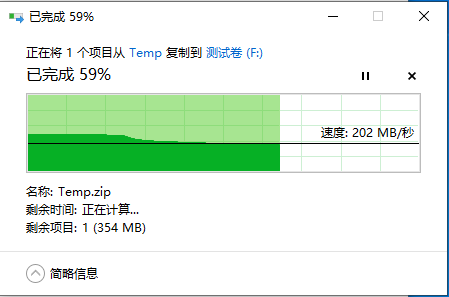 已完成 59%
正在将 1 个项目从 Temp 复制到 测试卷 (F:)
已完成 59%
速度: 202 MB/秒
名称: Temp.zip
剩余时间: 正在计算...
剩余项目: 1 (354 MB)
简略信息